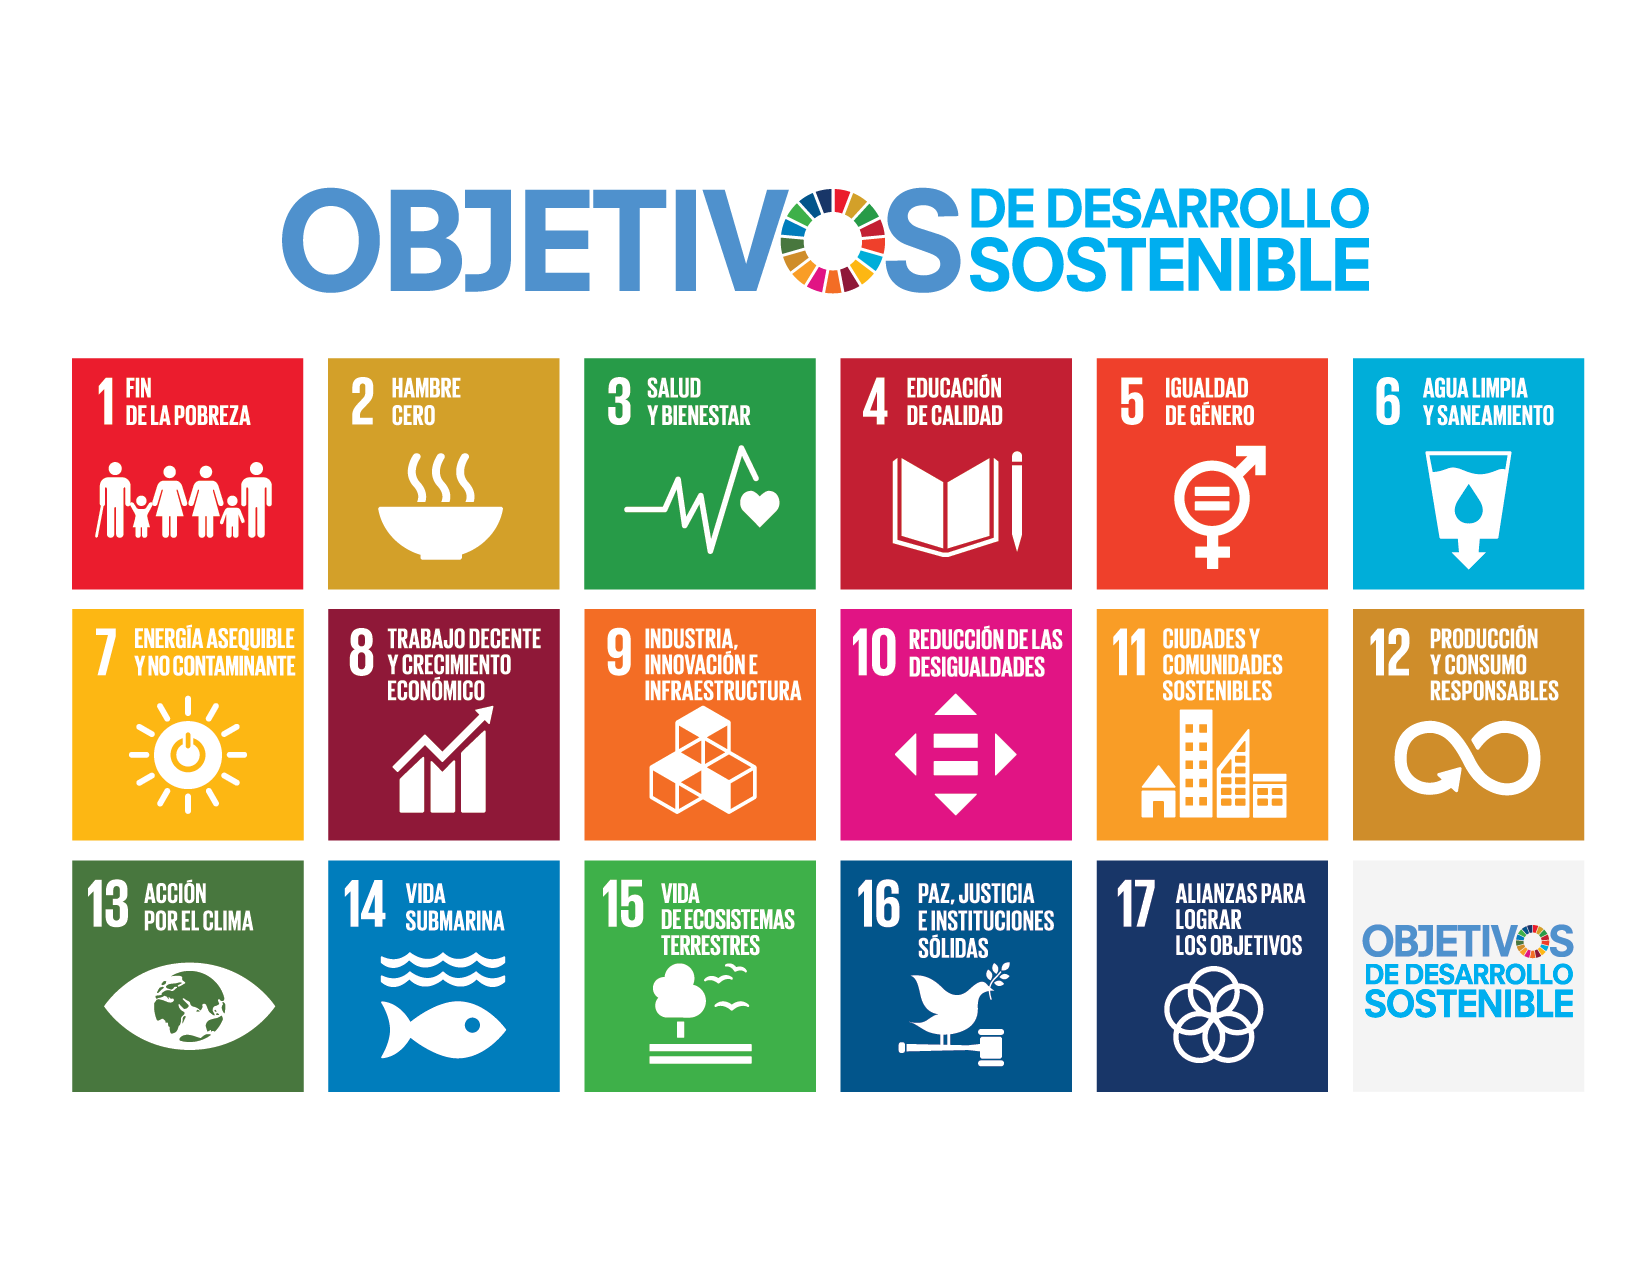 OBJETIVOS DE DESARROLLO
SOSTENIBLE
1 FIN
DE LA POBREZA
2 HAMBRE
CERO
3 SALUD
Y BIENESTAR
4 EDUCACIÓN
DE CALIDAD
5 IGUALDAD
DE GÉNERO
6 AGUA LIMPIA
Y SANEAMIENTO
7 ENERGÍA ASEQUIBLE
Y NO CONTAMINANTE
8 TRABAJO DECENTE
Y CRECIMIENTO
ECONÓMICO
9 INDUSTRIA,
INNOVACIÓN E
INFRAESTRUCTURA
10 REDUCCIÓN DE LAS
DESIGUALDADES
11 CIUDADES Y
COMUNIDADES
SOSTENIBLES
12 PRODUCCIÓN
Y CONSUMO
RESPONSABLES
13 ACCIÓN
POR EL CLIMA
14 VIDA
SUBMARINA
15 VIDA
DE ECOSISTEMAS
TERRESTRES
16 PAZ, JUSTICIA
E INSTITUCIONES
SÓLIDAS
17 ALIANZAS PARA
LOGRAR
LOS OBJETIVOS
OBJETIVOS
DE DESARROLLO
SOSTENIBLE